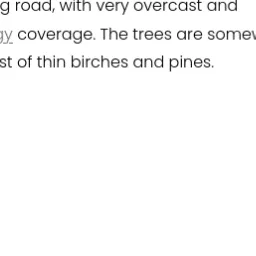 g road, with very overcast and
gy coverage. The trees are somew
st of thin birches and pines.